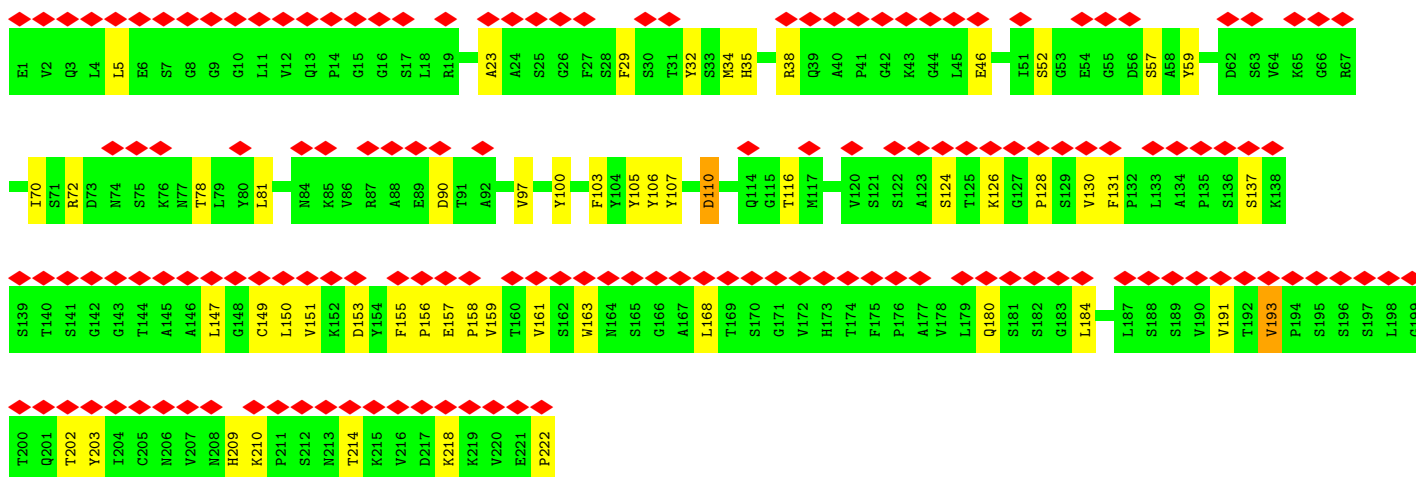 E1 V2 Q3 L4 L5 E6 S7 G8 G9 G10 L11 V12 Q13 P14 G15 G16 S17 L18 R19 A23 A24 S25 G26 F27 S28 F29 S30 T31 Y32 S33 M34 H35 R38 Q39 A40 P41 G42 K43 G44 L45 E46 I51 S52 G53 E54 G55 D56 S57 A58 Y59 D62 S63 V64 K65 G66 R67
I70 S71 R72 D73 N74 S75 K76 N77 T78 L79 Y80 L81 N84 K85 V86 R87 A88 E89 D90 T91 A92 V97 Y100 F103 Y104 Y105 Y106 Y107 D110 Q114 G115 T116 M117 V120 S121 S122 A123 S124 T125 K126 G127 P128 S129 V130 F131 P132 L133 A134 P135 S136 S137 K138
S139 T140 S141 G142 G143 T144 A145 A146 L147 G148 C149 L150 V151 K152 D153 Y154 F155 P156 E157 P158 V159 T160 V161 S162 W163 N164 S165 G166 A167 L168 T169 S170 G171 V172 H173 T174 F175 P176 A177 V178 L179 Q180 S181 S182 G183 L184 L187 S188 S189 V190 V191 T192 V193 P194 S195 S196 S197 L198 G199
T200 Q201 T202 Y203 I204 C205 N206 V207 N208 H209 K210 P211 S212 N213 T214 K215 V216 D217 K218 K219 V220 E221 P222